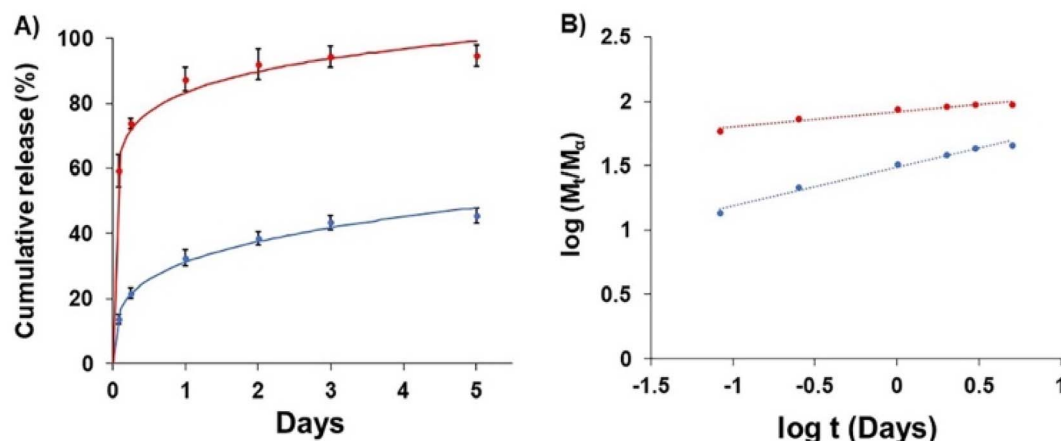 A)
Cumulative release (%)
100
80
60
40
20
0
0 1 2 3 4 5
Days
B)
log (Mt/Mα)
2.5
2
1.5
1
0.5
0
-1.5 -1 -0.5 0 0.5 1
log t (Days)